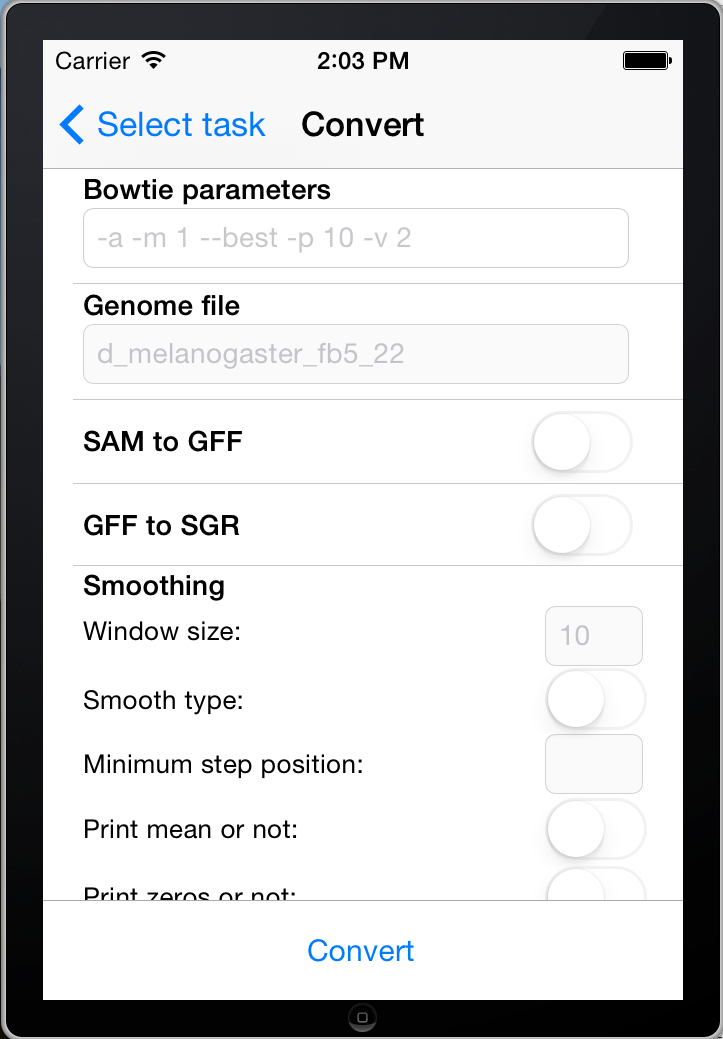 Carrier 2:03 PM
Select task Convert
Bowtie parameters
-a -m 1 --best -p 10 -v 2
Genome file
d_melanogaster_fb5_22
SAM to GFF
GFF to SGR
Smoothing
Window size: 10
Smooth type:
Minimum step position:
Print mean or not:
Print zeros or not:
Convert